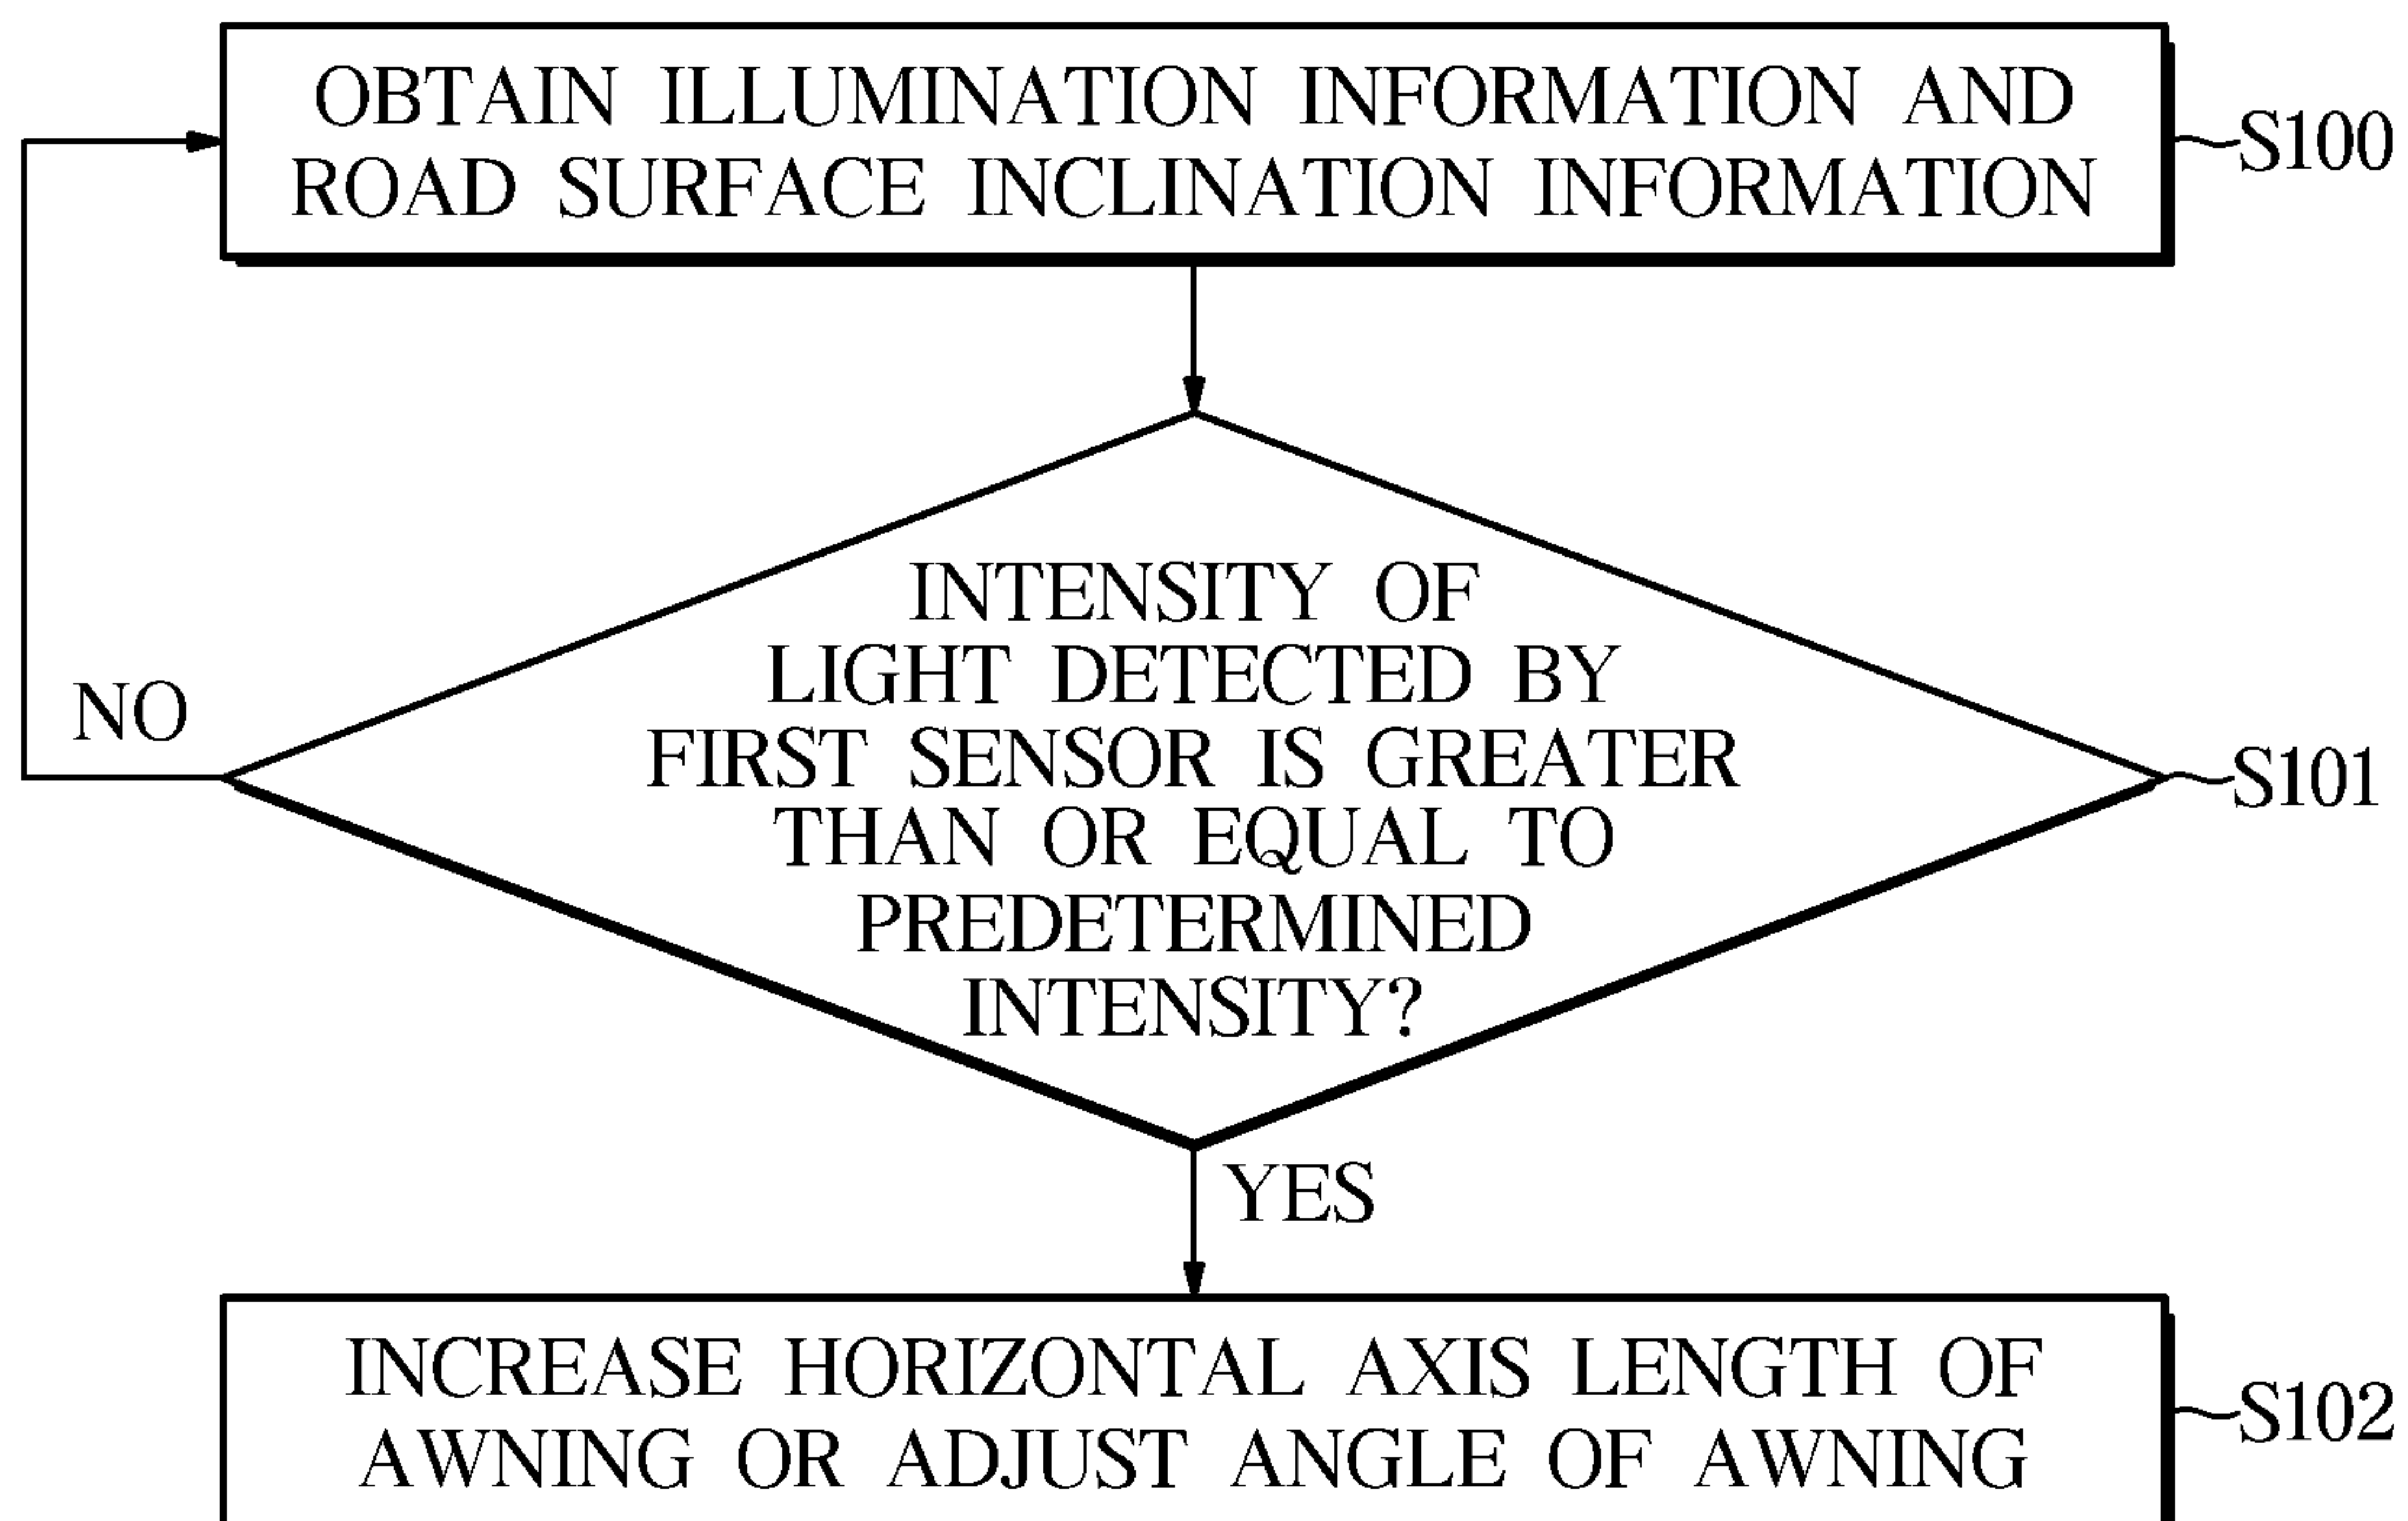 OBTAIN ILLUMINATION INFORMATION AND
ROAD SURFACE INCLINATION INFORMATION
S100
INTENSITY OF
LIGHT DETECTED BY
FIRST SENSOR IS GREATER
THAN OR EQUAL TO
PREDETERMINED
INTENSITY?
NO
S101
YES
INCREASE HORIZONTAL AXIS LENGTH OF
AWNING OR ADJUST ANGLE OF AWNING
S102